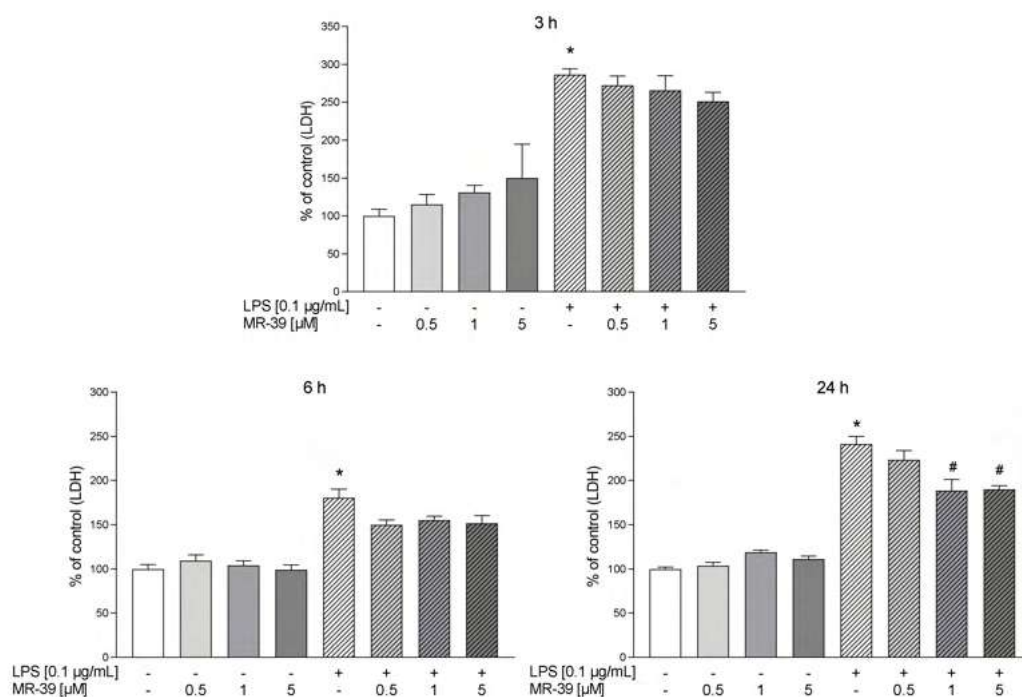 3 h
% of control (LDH)
350
300
250
200
150
100
50
0
*
LPS [0.1 µg/mL] - - - - + + + +
MR-39 [µM] - 0.5 1 5 - 0.5 1 5
6 h
% of control (LDH)
300
250
200
150
100
50
0
*
LPS [0.1 µg/mL] - - - - + + + +
MR-39 [µM] - 0.5 1 5 - 0.5 1 5
24 h
% of control (LDH)
300
250
200
150
100
50
0
* # #
LPS [0.1 µg/mL] - - - - + + + +
MR-39 [µM] - 0.5 1 5 - 0.5 1 5